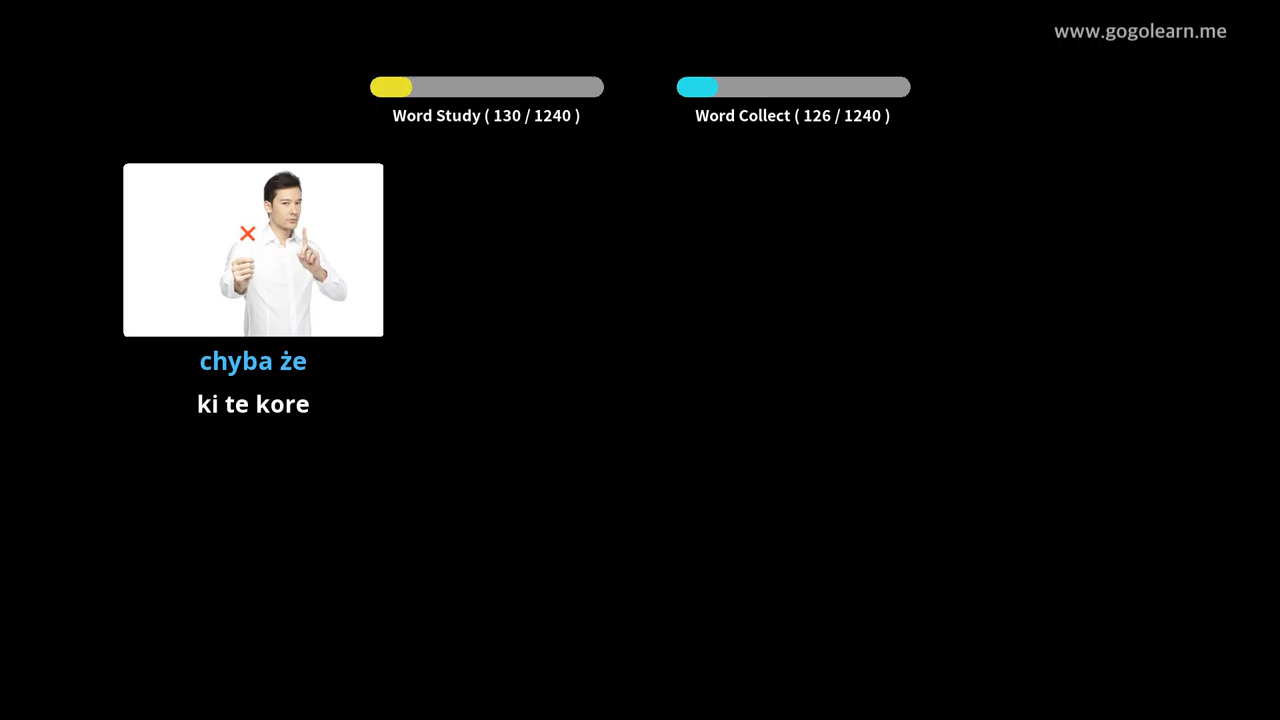 www.gogolearn.me
Word Study ( 130 / 1240 )
Word Collect ( 126 / 1240 )
chyba że
ki te kore